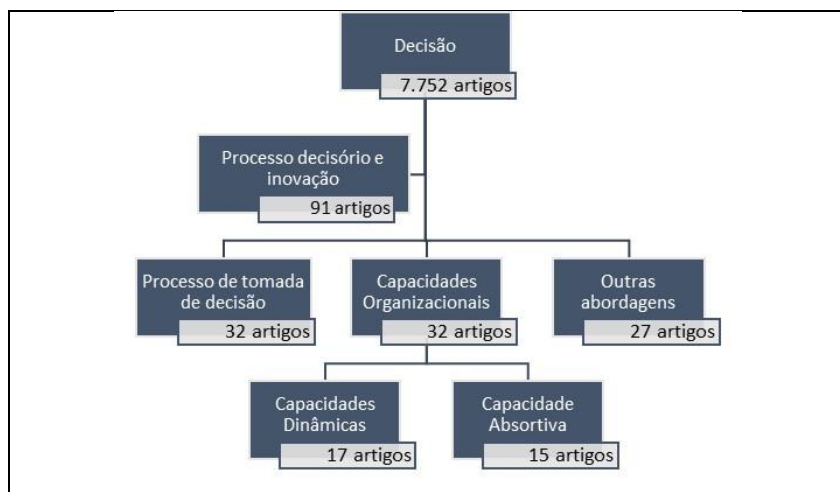 Decisão
7.752 artigos
Processo decisório e
inovação
91 artigos
Processo de tomada
de decisão
32 artigos
Capacidades
Organizacionais
32 artigos
Outras
abordagens
27 artigos
Capacidades
Dinâmicas
17 artigos
Capacidade
Absortiva
15 artigos